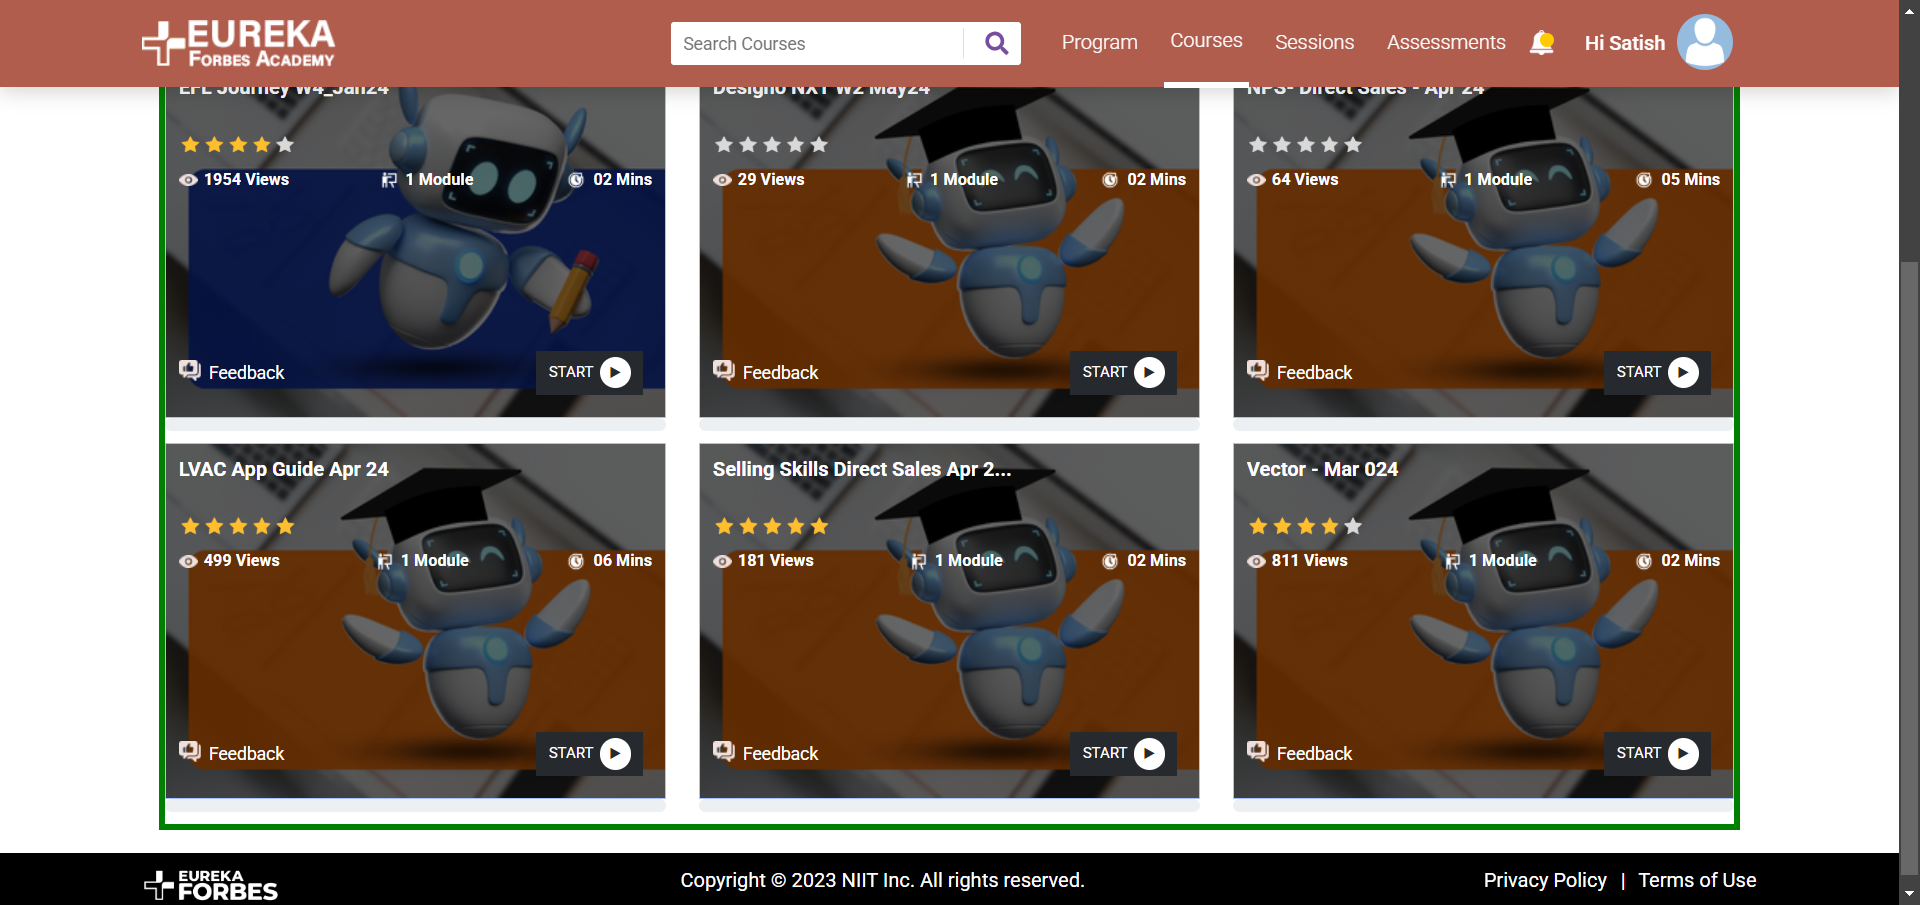 EUREKA
FORBES ACADEMY
Search Courses
Program
Courses
Sessions
Assessments
Hi Satish
EFL Journey W4_Jan24
1954 Views
1 Module
02 Mins
Feedback
START
Designo NXT W2 May24
29 Views
1 Module
02 Mins
Feedback
START
NPS- Direct Sales - Apr 24
64 Views
1 Module
05 Mins
Feedback
START
LVAC App Guide Apr 24
499 Views
1 Module
06 Mins
Feedback
START
Selling Skills Direct Sales Apr 2...
181 Views
1 Module
02 Mins
Feedback
START
Vector - Mar 024
811 Views
1 Module
02 Mins
Feedback
START
EUREKA
FORBES
Copyright © 2023 NIIT Inc. All rights reserved.
Privacy Policy | Terms of Use